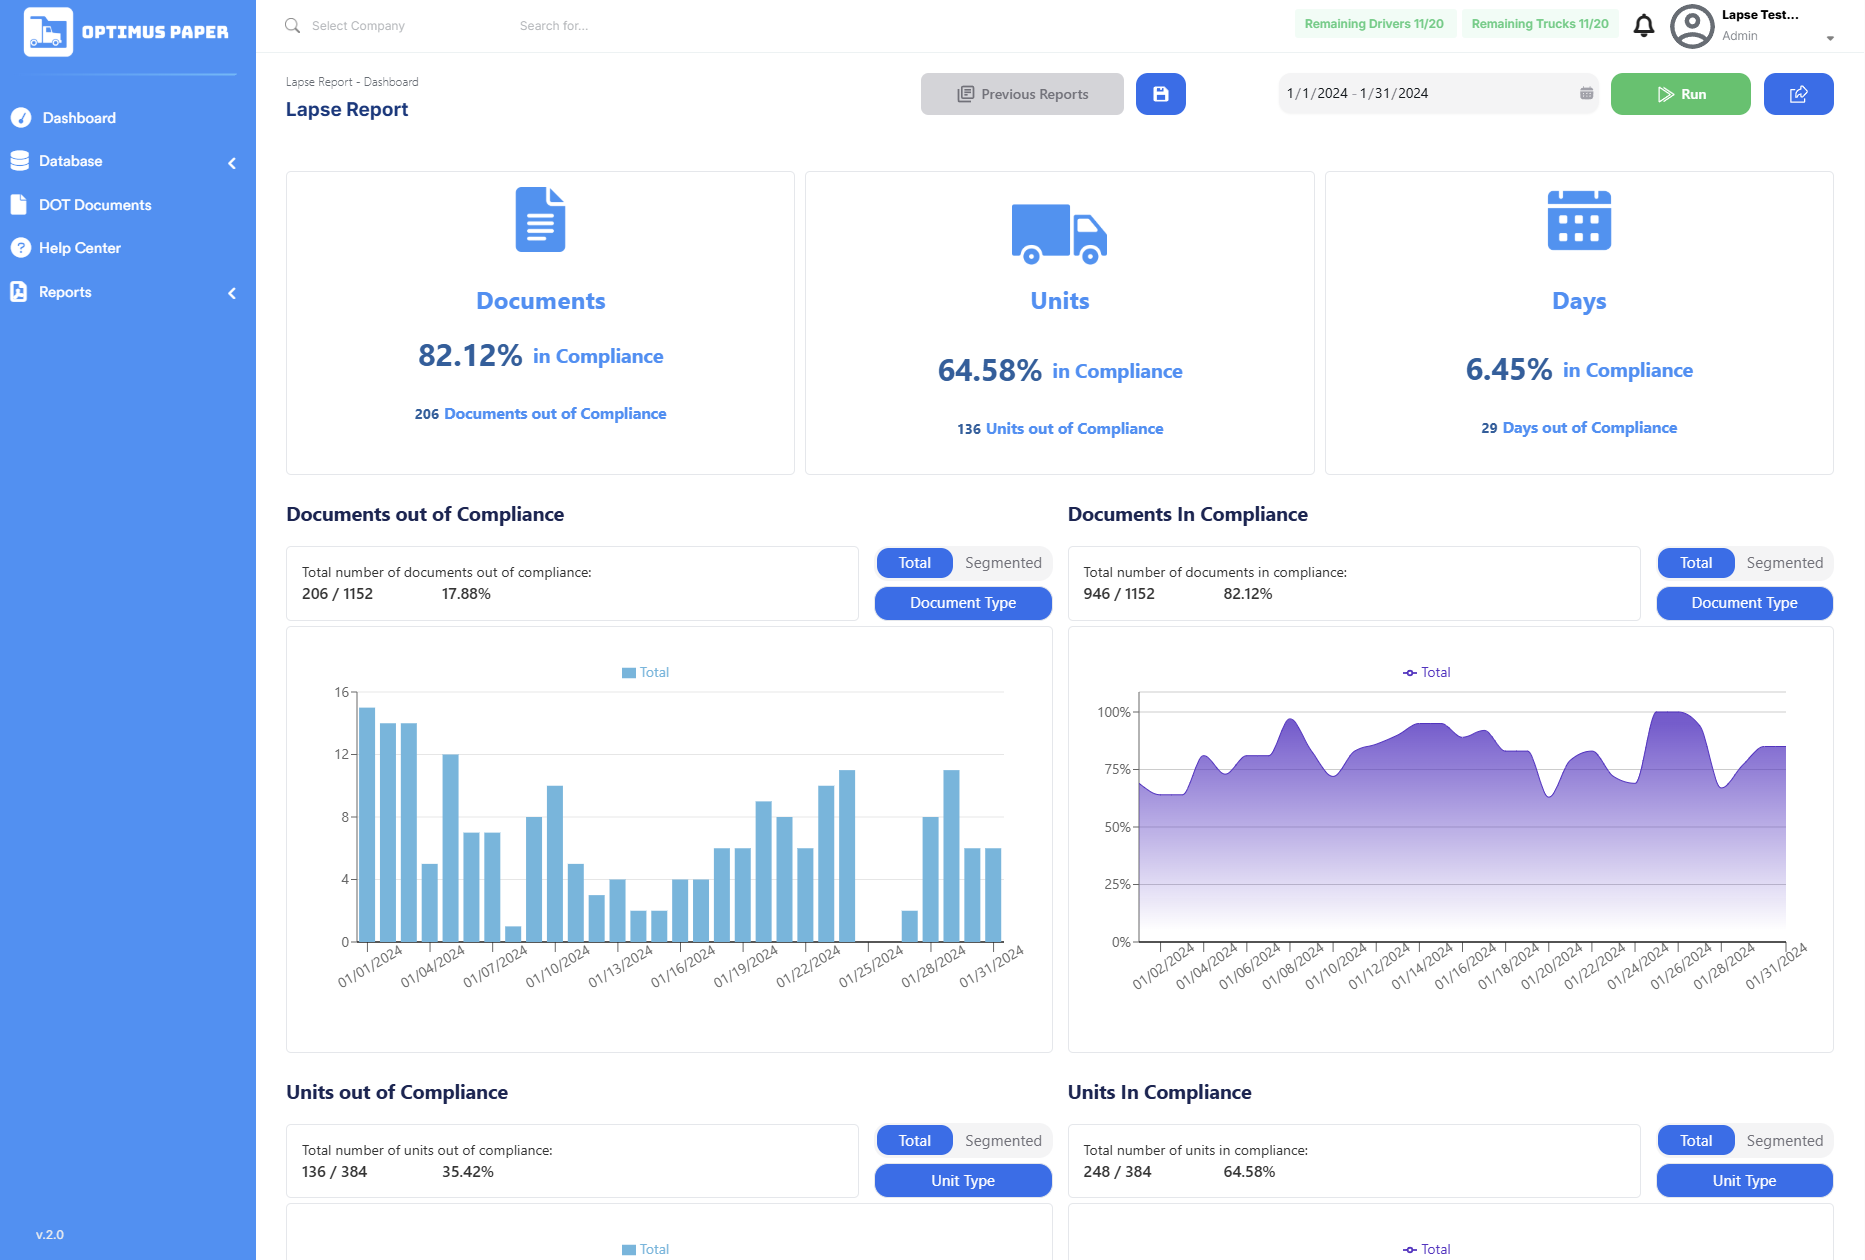 OPTIMUS PAPER
Select Company
Search for...
Remaining Drivers 11/20
Remaining Trucks 11/20
Lapse Test...
Admin
Dashboard
Database
DOT Documents
Help Center
Reports
v.2.0
Lapse Report - Dashboard
Lapse Report
Previous Reports
1/1/2024 - 1/31/2024
Run
Documents
82.12% in Compliance
206 Documents out of Compliance
Units
64.58% in Compliance
136 Units out of Compliance
Days
6.45% in Compliance
29 Days out of Compliance
Documents out of Compliance
Total number of documents out of compliance:
206 / 1152 17.88%
Total Segmented
Document Type
Total
16
12
8
4
0
01/01/2024
01/04/2024
01/07/2024
01/10/2024
01/13/2024
01/16/2024
01/19/2024
01/22/2024
01/25/2024
01/28/2024
01/31/2024
Documents In Compliance
Total number of documents in compliance:
946 / 1152 82.12%
Total Segmented
Document Type
Total
100%
75%
50%
25%
0%
01/02/2024
01/04/2024
01/06/2024
01/08/2024
01/10/2024
01/12/2024
01/14/2024
01/16/2024
01/18/2024
01/20/2024
01/22/2024
01/24/2024
01/26/2024
01/28/2024
01/31/2024
Units out of Compliance
Total number of units out of compliance:
136 / 384 35.42%
Total Segmented
Unit Type
Total
Units In Compliance
Total number of units in compliance:
248 / 384 64.58%
Total Segmented
Unit Type
Total